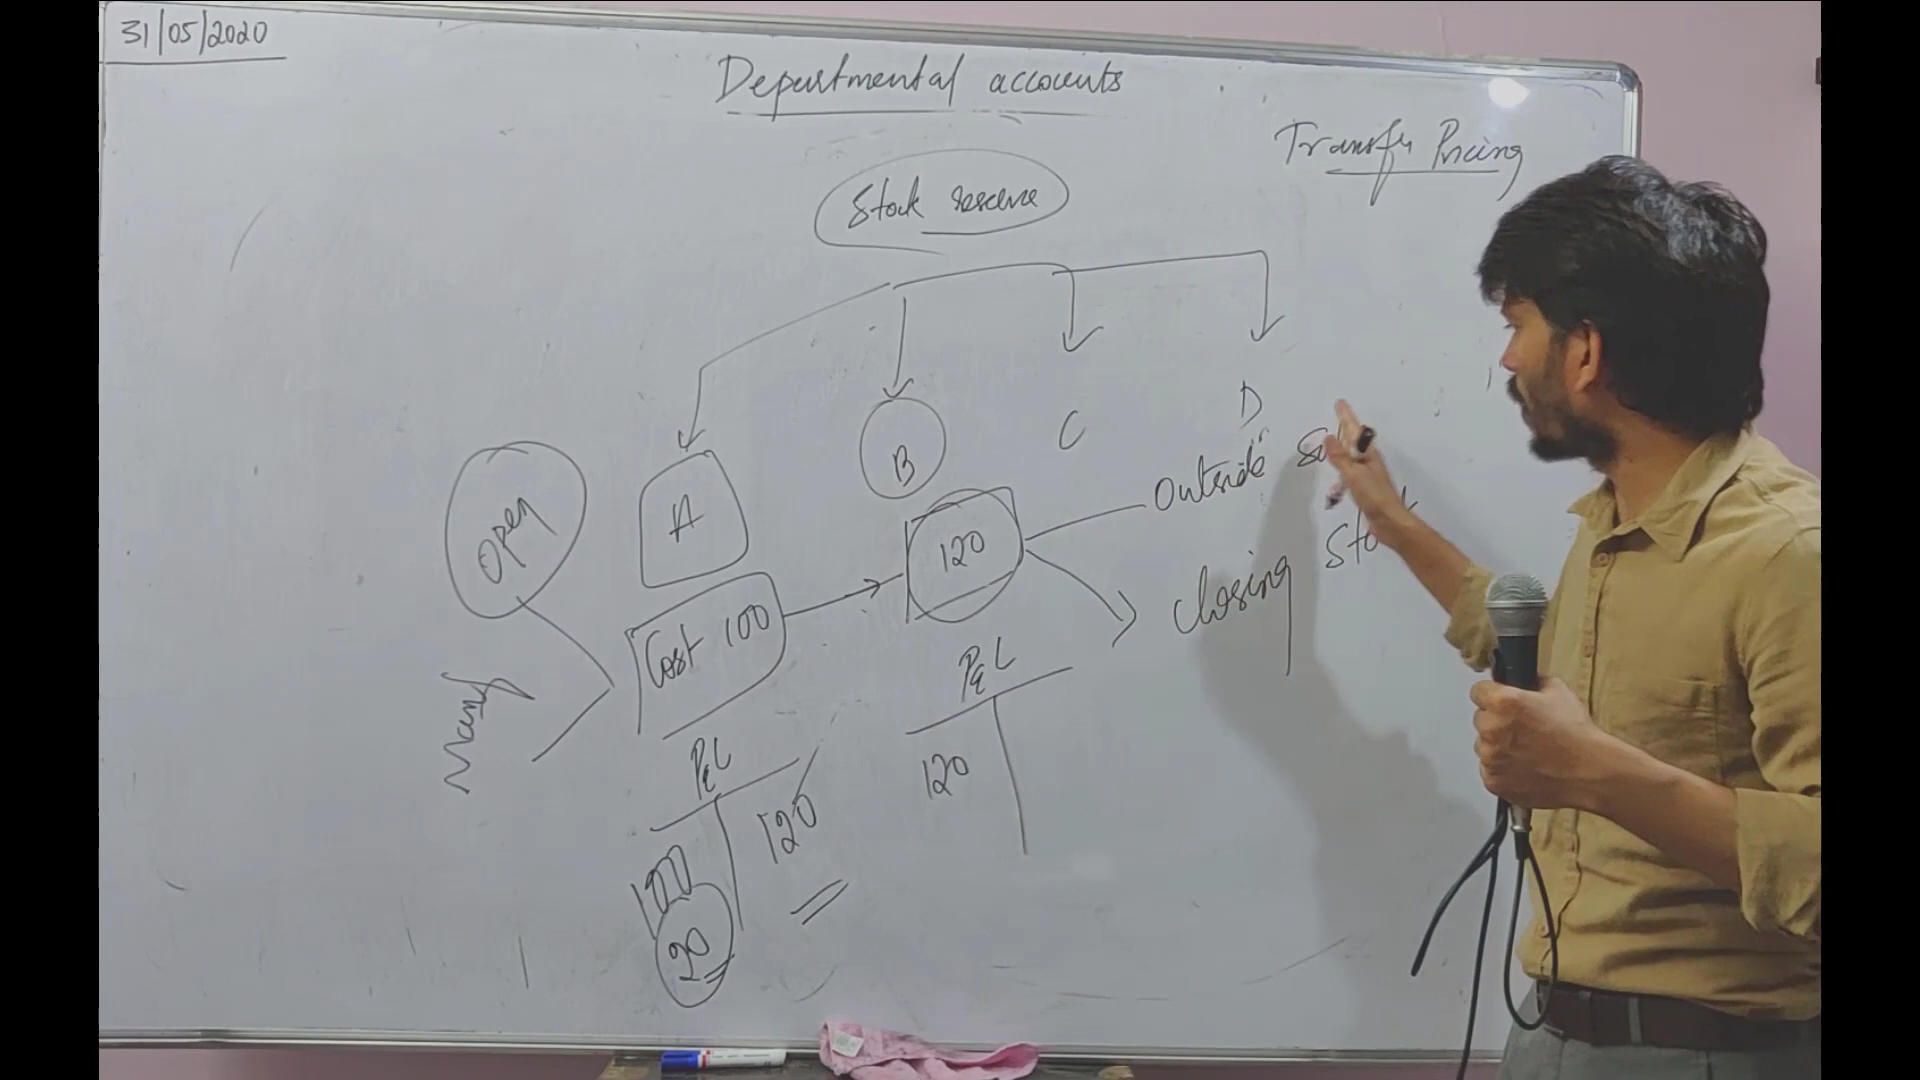 31/05/2020
Departmental accounts
Transfer Pricing
Stock reserve
A
B
C
D
Open
Manf
Cost 100
120
Outside
Closing
P&L
100
20
120
P&L
120